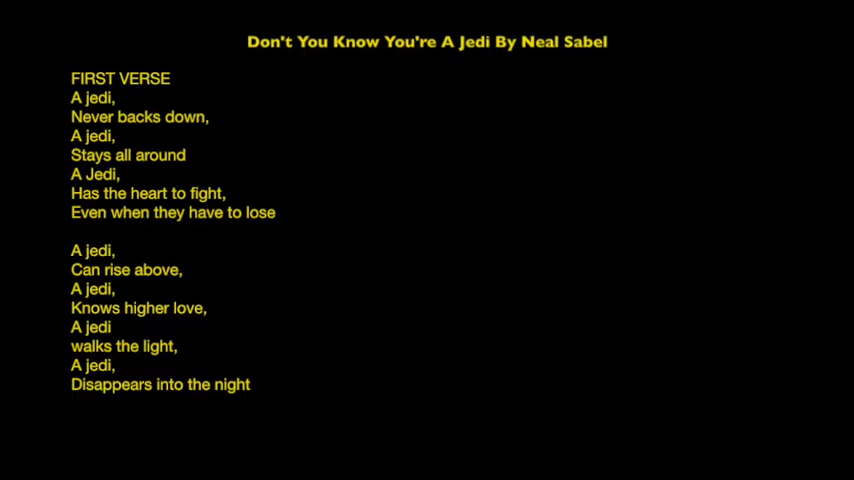 Don't You Know You're A Jedi By Neal Sabel
FIRST VERSE
A jedi,
Never backs down,
A jedi,
Stays all around
A Jedi,
Has the heart to fight,
Even when they have to lose
A jedi,
Can rise above,
A jedi,
Knows higher love,
A jedi
walks the light,
A jedi,
Disappears into the night